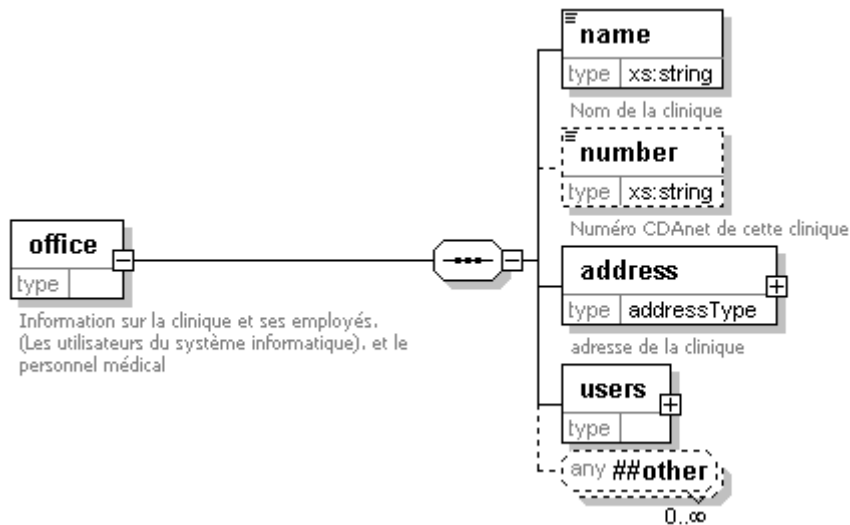 name
type xs:string
Nom de la clinique
number
type xs:string
Numéro CDAnet de cette clinique
office
type
Information sur la clinique et ses employés.
(Les utilisateurs du système informatique). et le
personnel médical
address
type addressType
adresse de la clinique
users
type
any ##other
0..∞